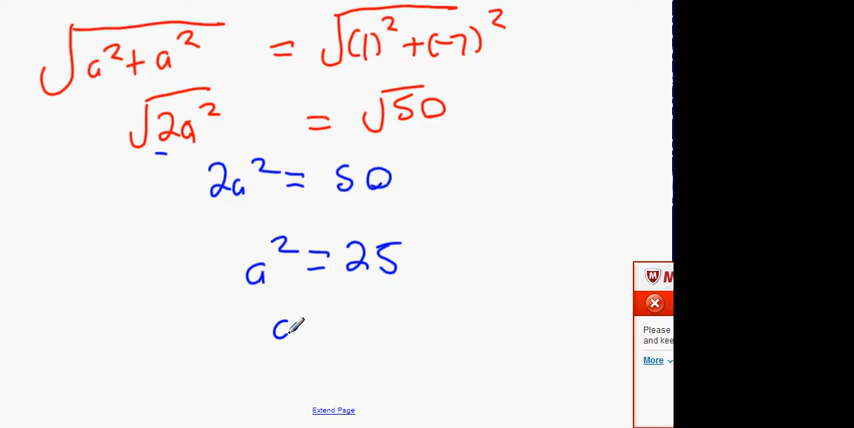 √a² + a² = √(1)² + (-7)²
√2a² = √50
2a² = 50
a² = 25
a
Extend Page
M
Please
and kee
More